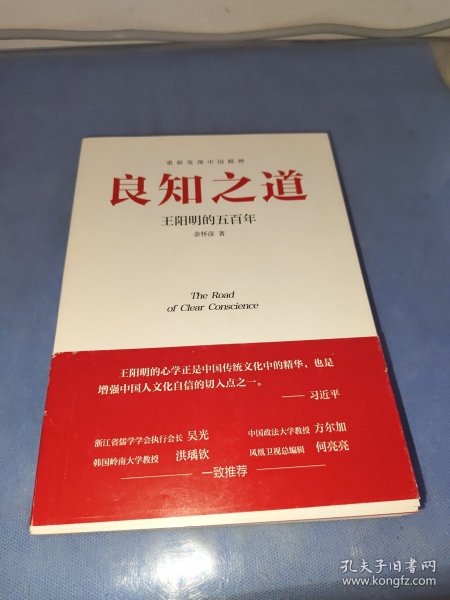 重新发现中国精神
良知之道
王阳明的五百年
余怀彦 著
The Road
of Clear Conscience
王阳明的心学正是中国传统文化中的精华，也是
增强中国人文化自信的切入点之一。
—— 习近平
浙江省儒学学会执行会长 吴光 中国政法大学教授 方尔加
韩国岭南大学教授 洪瑀钦 凤凰卫视总编辑 何亮亮
一致推荐
孔夫子旧书网
www.kongfz.com